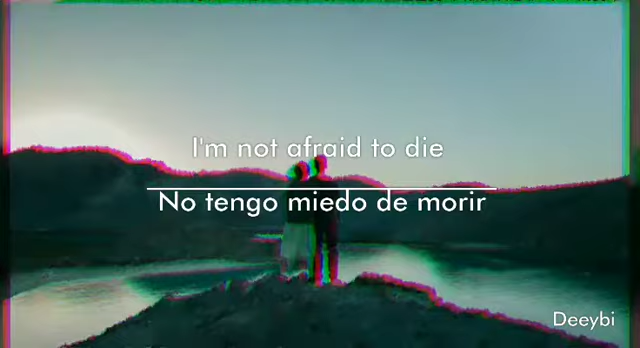 I'm not afraid to die
No tengo miedo de morir
Deeybi